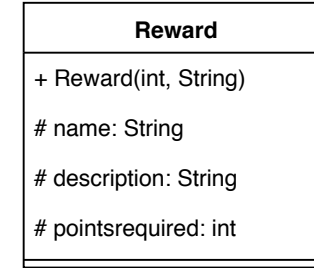 Reward
+ Reward(int, String)
# name: String
# description: String
# pointsrequired: int